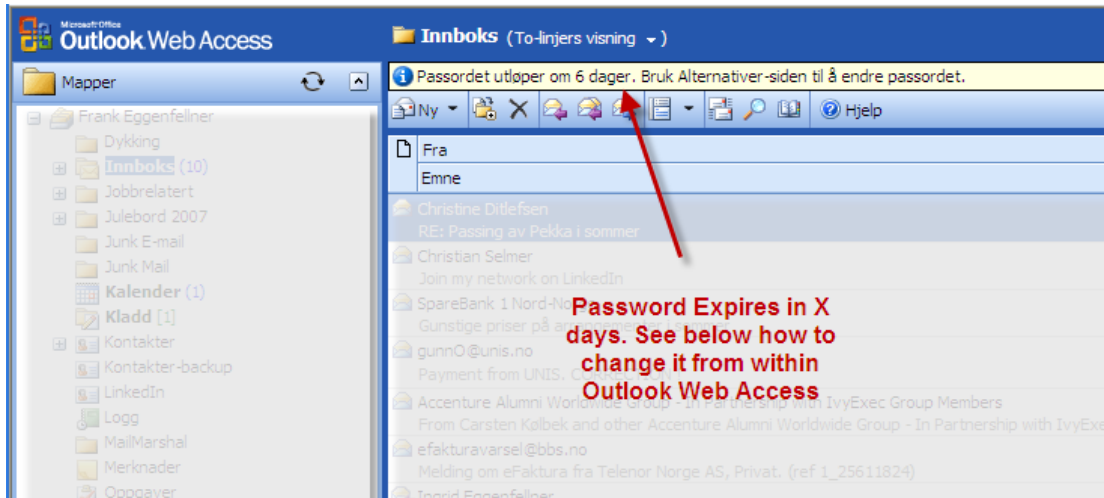 Microsoft Office
Outlook Web Access
Mapper
Frank Eggenfellner
Dykking
Innboks (10)
Jobbrelatert
Julebord 2007
Junk E-mail
Junk Mail
Kalender (1)
Kladd [1]
Kontakter
Kontakter-backup
LinkedIn
Logg
MailMarshal
Merknader
Oppgaver
Innboks (To-linjers visning)
Passordet utløper om 6 dager. Bruk Alternativer-siden til å endre passordet.
Ny
Hjelp
Fra
Emne
Christine Ditlefsen
RE: Passing av Pekka i sommer
Christian Selmer
Join my network on LinkedIn
SpareBank 1 Nord-Norge
Gunstige priser på arrangementer i sommer
gunnO@unis.no
Payment from UNIS. CORRECTION
Accenture Alumni Worldwide Group - In Partnership with IvyExec Group Members
From Carsten Kølbek and other Accenture Alumni Worldwide Group - In Partnership with IvyExe
efakturavarsel@bbs.no
Melding om eFaktura fra Telenor Norge AS, Privat. (ref 1_25611824)
Ingrid Eggenfellner
Password Expires in X
days. See below how to
change it from within
Outlook Web Access